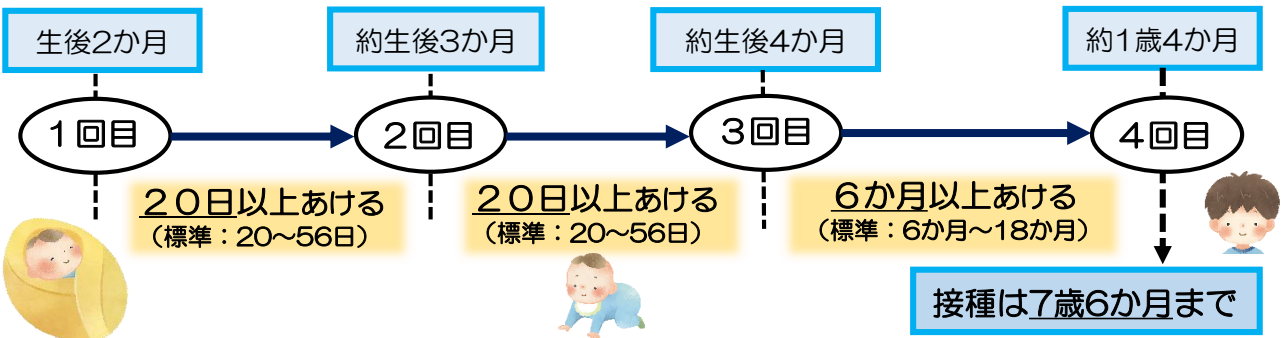 生後2か月
約生後3か月
約生後4か月
約1歳4か月
1回目
2回目
3回目
4回目
20日以上あける
(標準:20~56日)
20日以上あける
(標準:20~56日)
6か月以上あける
(標準:6か月~18か月)
接種は7歳6か月まで